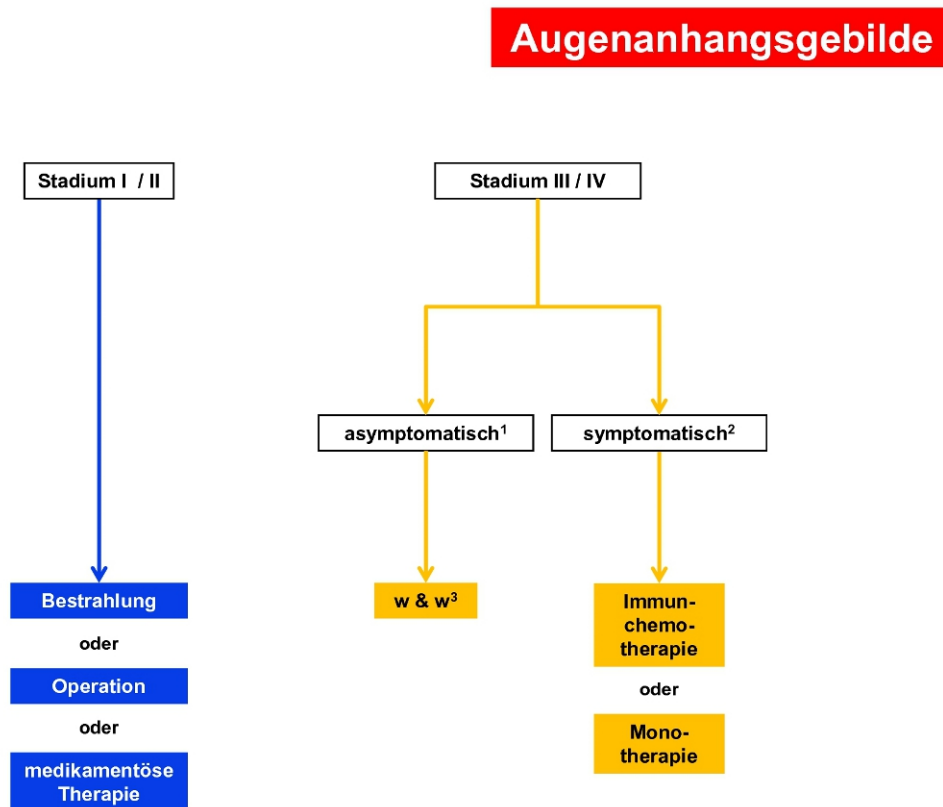 Augenanhangsgebilde
Stadium I / II
Stadium III / IV
asymptomatisch¹
symptomatisch²
Bestrahlung
oder
Operation
oder
medikamentöse
Therapie
w & w³
Immun-
chemo-
therapie
oder
Mono-
therapie